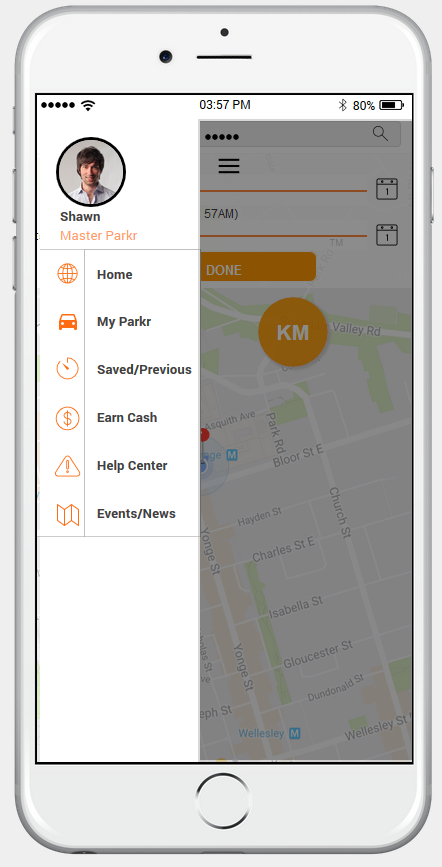 03:57 PM
80%
Shawn
Master Parkr
57AM)
TM
DONE
Home
My Parkr
Saved/Previous
Earn Cash
Help Center
Events/News
KM
Valley Rd
Asquith Ave
Park Rd
Bloor St E
M
Hayden St
Church St
Yonge St
Charles St E
Isabella St
Yonge St
Gloucester St
Dundonald St
eph St
Wellesley M
Wellesley St
1
1